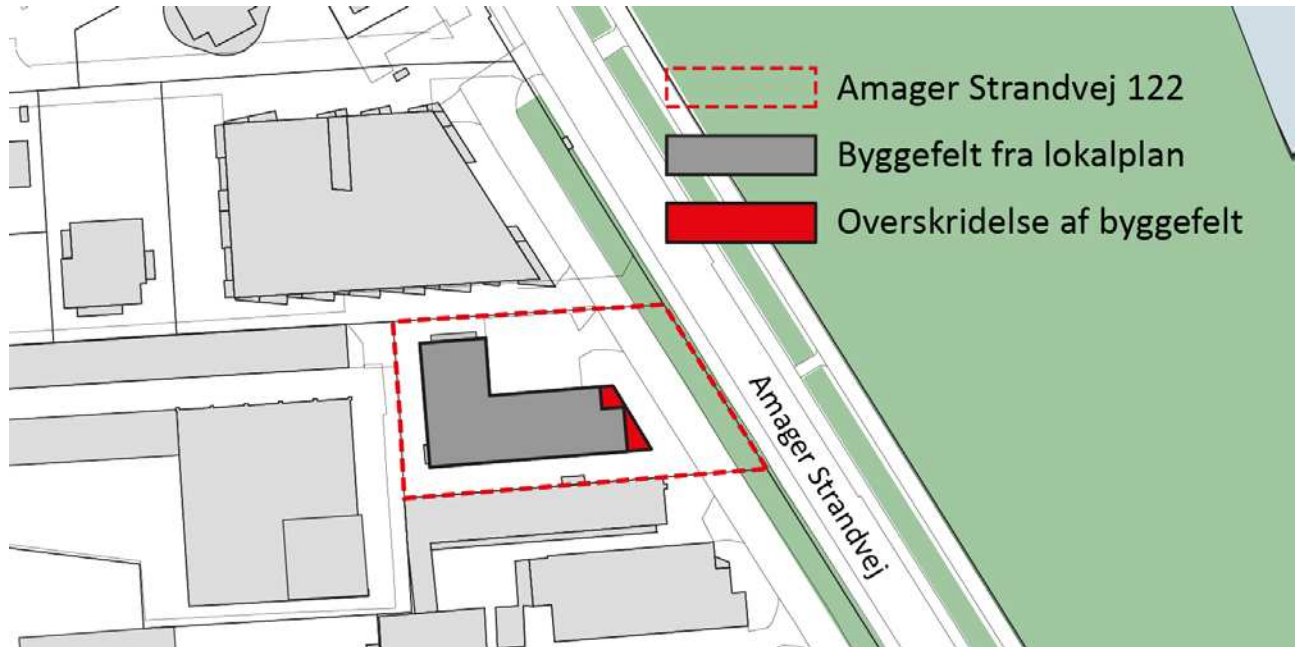 Amager Strandvej 122
Byggefelt fra lokalplan
Overskridelse af byggefelt
Amager Strandvej